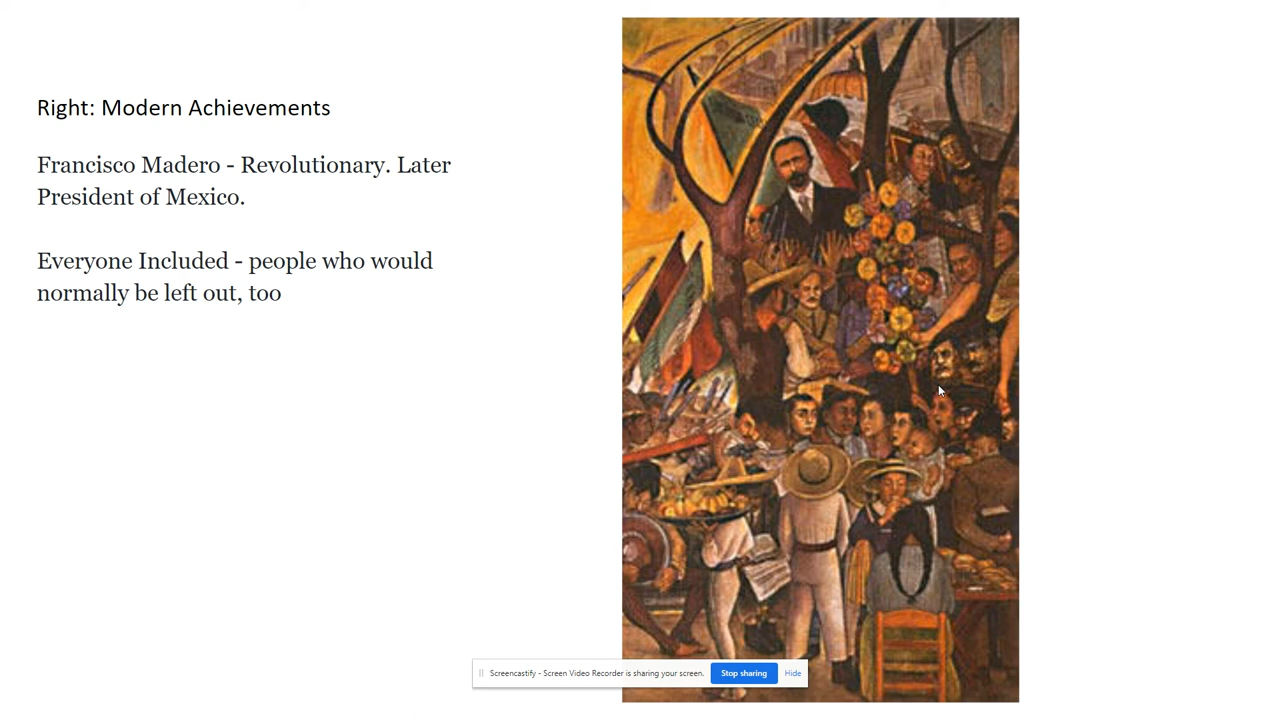 Right: Modern Achievements
Francisco Madero - Revolutionary. Later
President of Mexico.
Everyone Included - people who would
normally be left out, too
Screencastify - Screen Video Recorder is sharing your screen. Stop sharing Hide